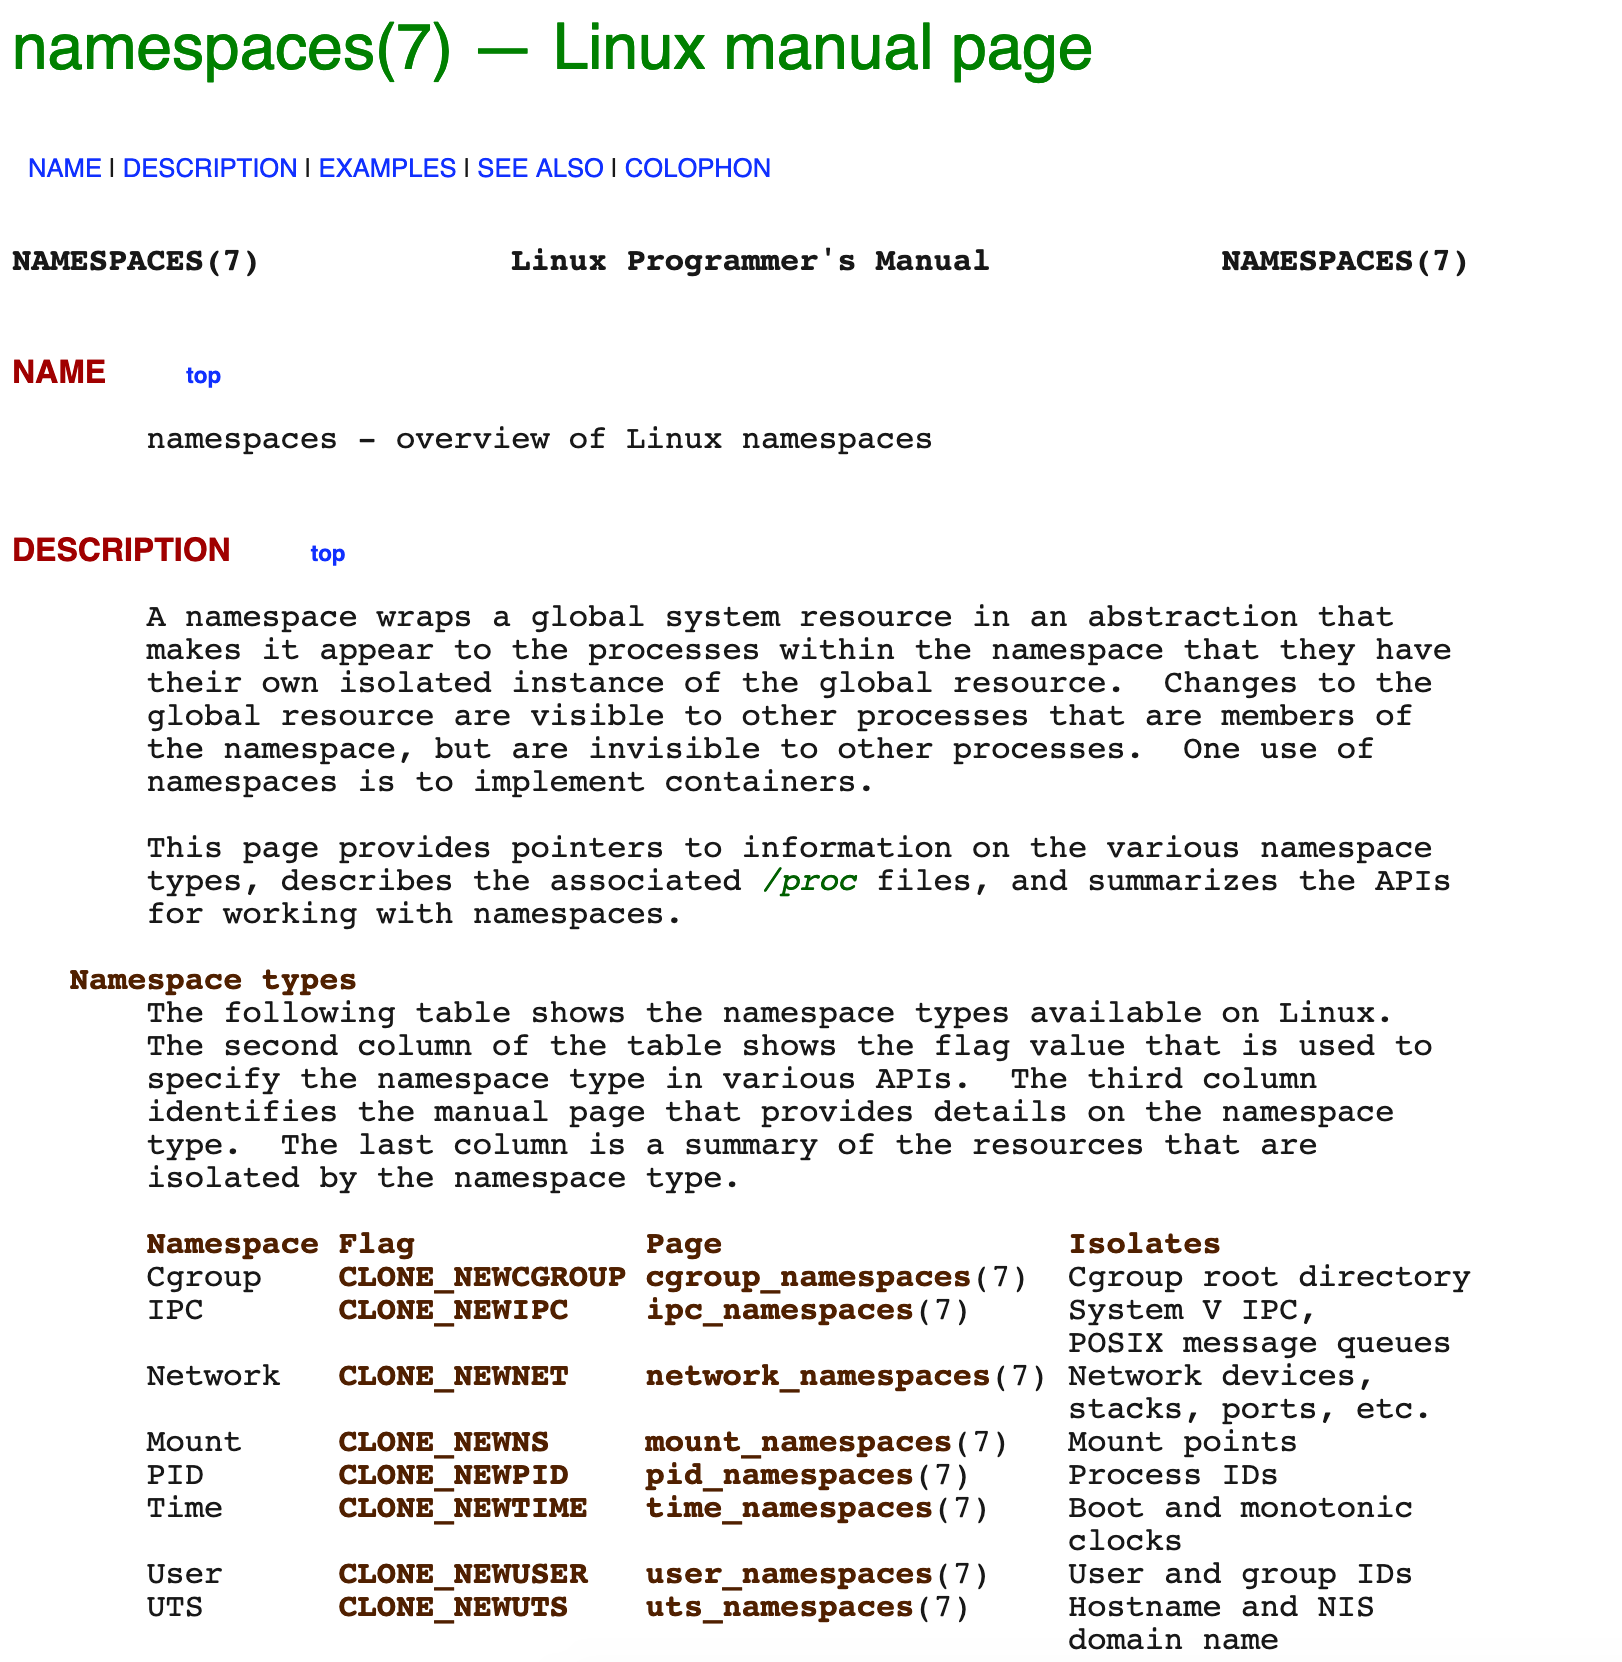 namespaces(7) — Linux manual page
NAME | DESCRIPTION | EXAMPLES | SEE ALSO | COLOPHON
NAMESPACES(7) Linux Programmer's Manual NAMESPACES(7)
NAME top
namespaces - overview of Linux namespaces
DESCRIPTION top
A namespace wraps a global system resource in an abstraction that
makes it appear to the processes within the namespace that they have
their own isolated instance of the global resource. Changes to the
global resource are visible to other processes that are members of
the namespace, but are invisible to other processes. One use of
namespaces is to implement containers.
This page provides pointers to information on the various namespace
types, describes the associated /proc files, and summarizes the APIs
for working with namespaces.
Namespace types
The following table shows the namespace types available on Linux.
The second column of the table shows the flag value that is used to
specify the namespace type in various APIs. The third column
identifies the manual page that provides details on the namespace
type. The last column is a summary of the resources that are
isolated by the namespace type.
Namespace Flag Page Isolates
Cgroup CLONE_NEWCGROUP cgroup_namespaces(7) Cgroup root directory
IPC CLONE_NEWIPC ipc_namespaces(7) System V IPC,
POSIX message queues
Network CLONE_NEWNET network_namespaces(7) Network devices,
stacks, ports, etc.
Mount CLONE_NEWNS mount_namespaces(7) Mount points
PID CLONE_NEWPID pid_namespaces(7) Process IDs
Time CLONE_NEWTIME time_namespaces(7) Boot and monotonic
clocks
User CLONE_NEWUSER user_namespaces(7) User and group IDs
UTS CLONE_NEWUTS uts_namespaces(7) Hostname and NIS
domain name